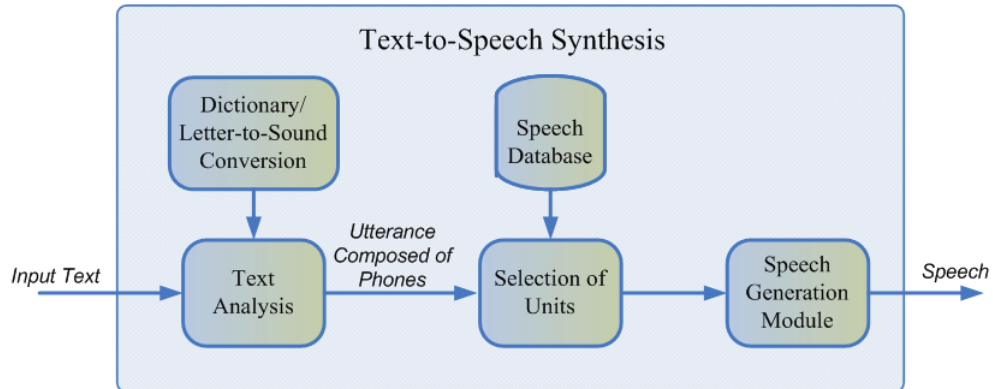 Text-to-Speech Synthesis
Dictionary/
Letter-to-Sound
Conversion
Speech
Database
Input Text
Text
Analysis
Utterance
Composed of
Phones
Selection of
Units
Speech
Generation
Module
Speech